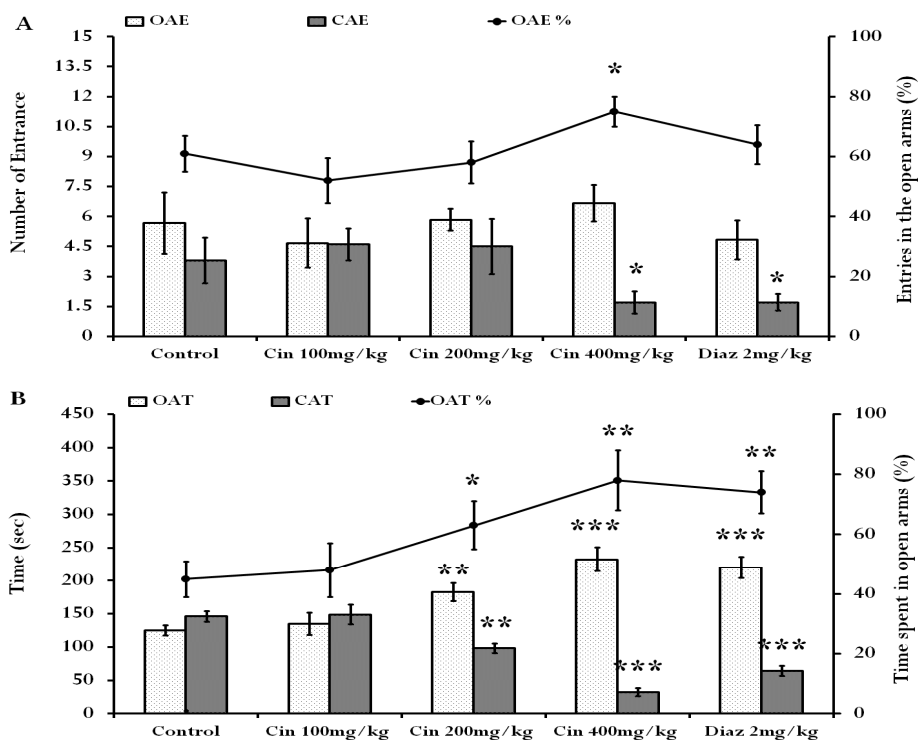 A
OAE CAE OAE %
Number of Entrance
15
13.5
12
10.5
9
7.5
6
4.5
3
1.5
0
100
80
60
40
20
0
Entries in the open arms (%)
*
*
*
Control Cin 100mg/kg Cin 200mg/kg Cin 400mg/kg Diaz 2mg/kg
B
OAT CAT OAT %
Time (sec)
450
400
350
300
250
200
150
100
50
0
100
80
60
40
20
0
Time spent in open arms (%)
* ** **
** *** ***
** *** ***
Control Cin 100mg/kg Cin 200mg/kg Cin 400mg/kg Diaz 2mg/kg